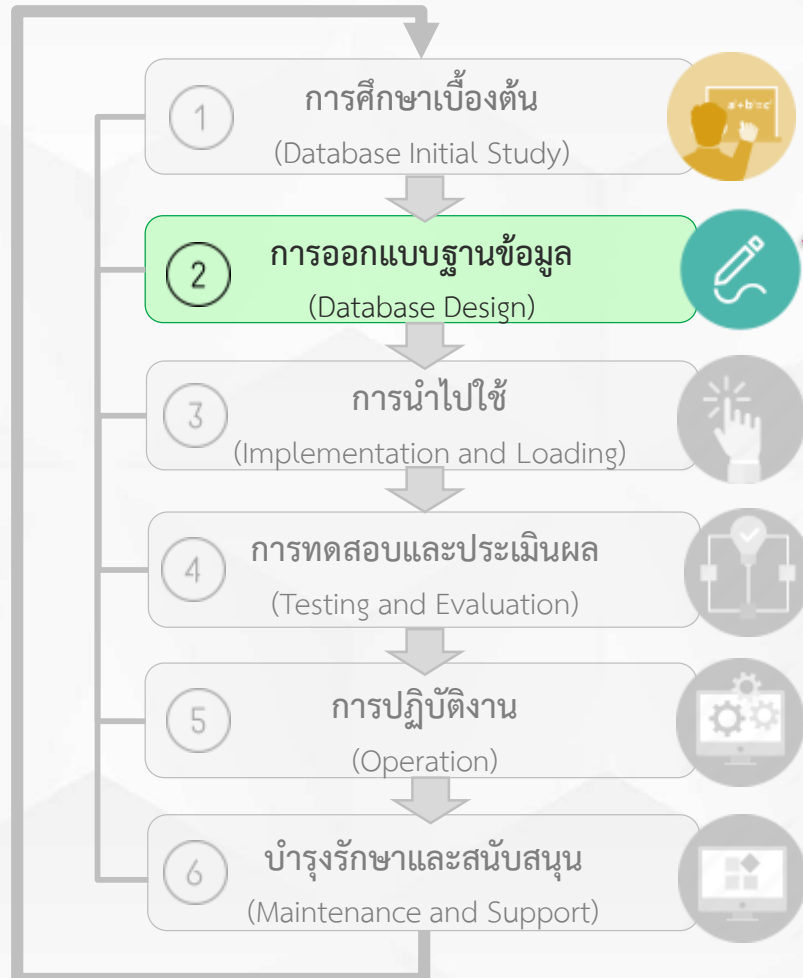 1
การศึกษาเบื้องต้น
(Database Initial Study)
a²+b²=c²
2
การออกแบบฐานข้อมูล
(Database Design)
3
การนำไปใช้
(Implementation and Loading)
4
การทดสอบและประเมินผล
(Testing and Evaluation)
5
การปฏิบัติงาน
(Operation)
6
บำรุงรักษาและสนับสนุน
(Maintenance and Support)